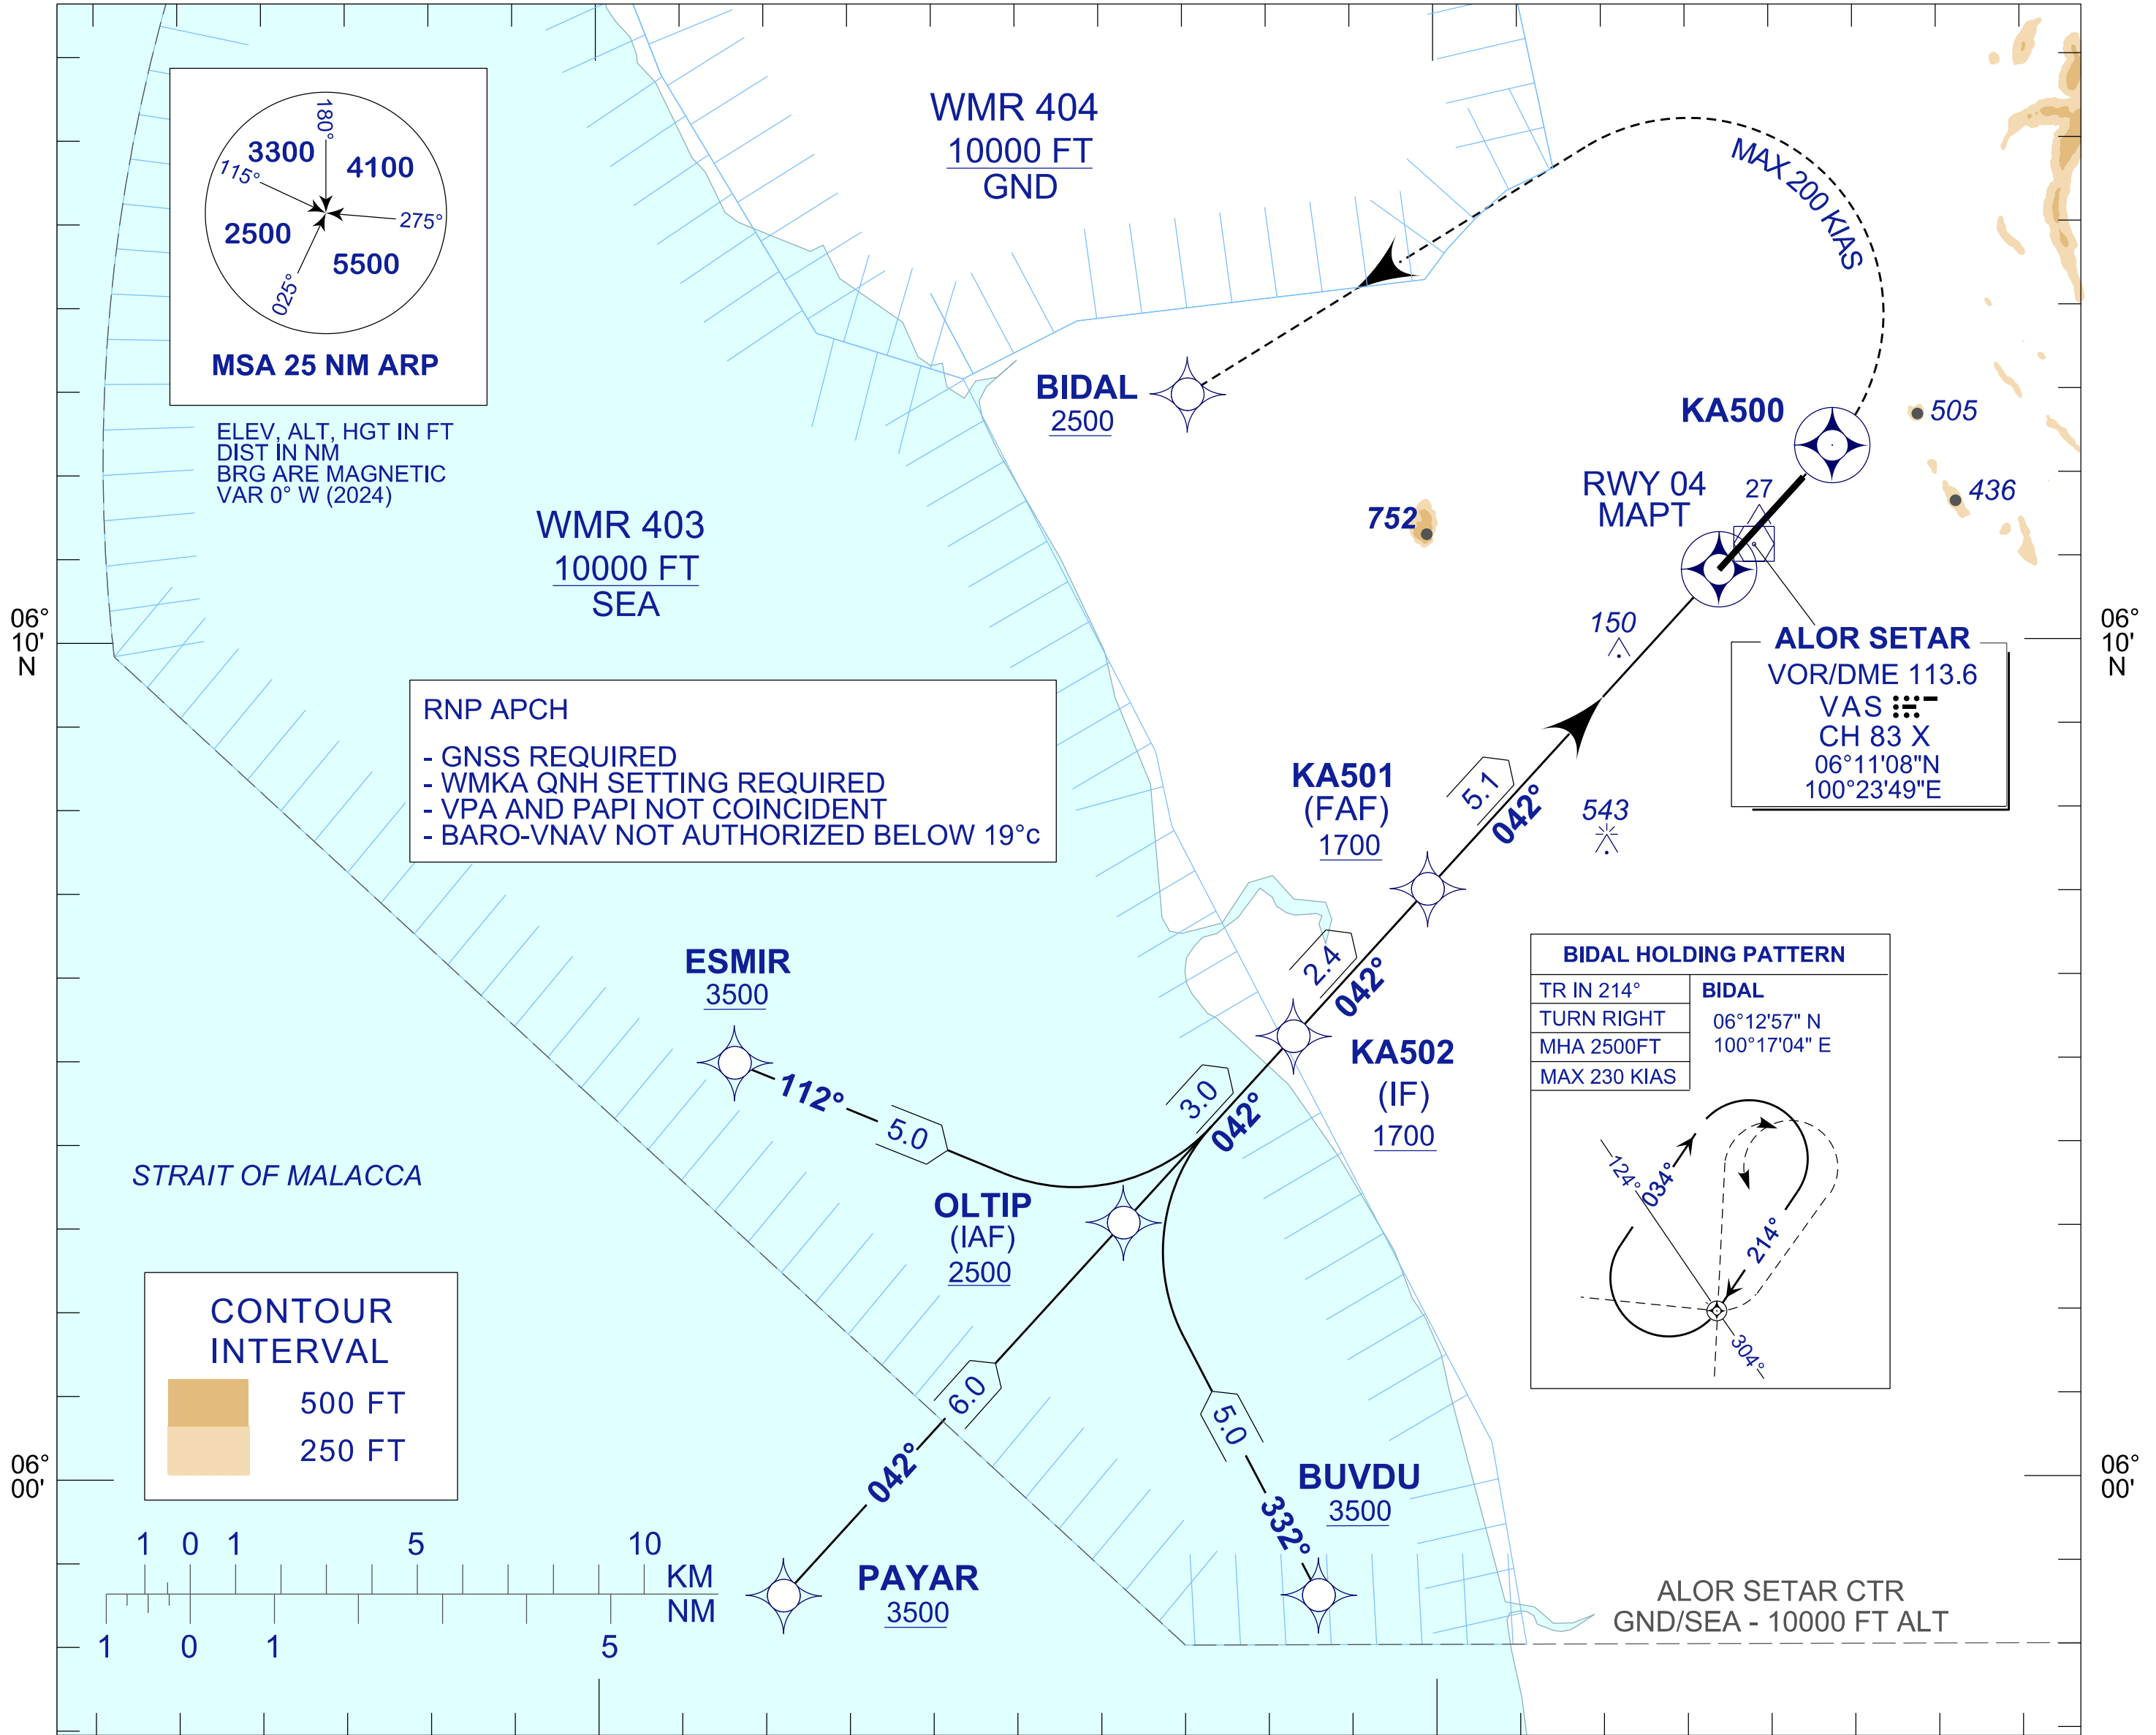 180°
3300
4100
115°
275°
2500
5500
025°
MSA 25 NM ARP
ELEV, ALT, HGT IN FT
DIST IN NM
BRG ARE MAGNETIC
VAR 0° W (2024)
WMR 404
10000 FT
GND
MAX 200 KIAS
BIDAL
2500
KA500
505
436
RWY 04
MAPT
27
752
WMR 403
10000 FT
SEA
06°
10'
N
06°
10'
N
150
ALOR SETAR
VOR/DME 113.6
VAS
CH 83 X
06°11'08"N
100°23'49"E
RNP APCH
- GNSS REQUIRED
- WMKA QNH SETTING REQUIRED
- VPA AND PAPI NOT COINCIDENT
- BARO-VNAV NOT AUTHORIZED BELOW 19°c
KA501
(FAF)
1700
5.1
042°
543
ESMIR
3500
2.4
042°
KA502
(IF)
1700
112°
5.0
3.0
042°
BIDAL HOLDING PATTERN
TR IN 214°
TURN RIGHT
MHA 2500FT
MAX 230 KIAS
BIDAL
06°12'57" N
100°17'04" E
124°
034°
214°
304°
STRAIT OF MALACCA
OLTIP
(IAF)
2500
CONTOUR
INTERVAL
500 FT
250 FT
6.0
042°
5.0
332°
BUVDU
3500
06°
00'
06°
00'
1 0 1 5 10
KM
NM
1 0 1 5
PAYAR
3500
ALOR SETAR CTR
GND/SEA - 10000 FT ALT